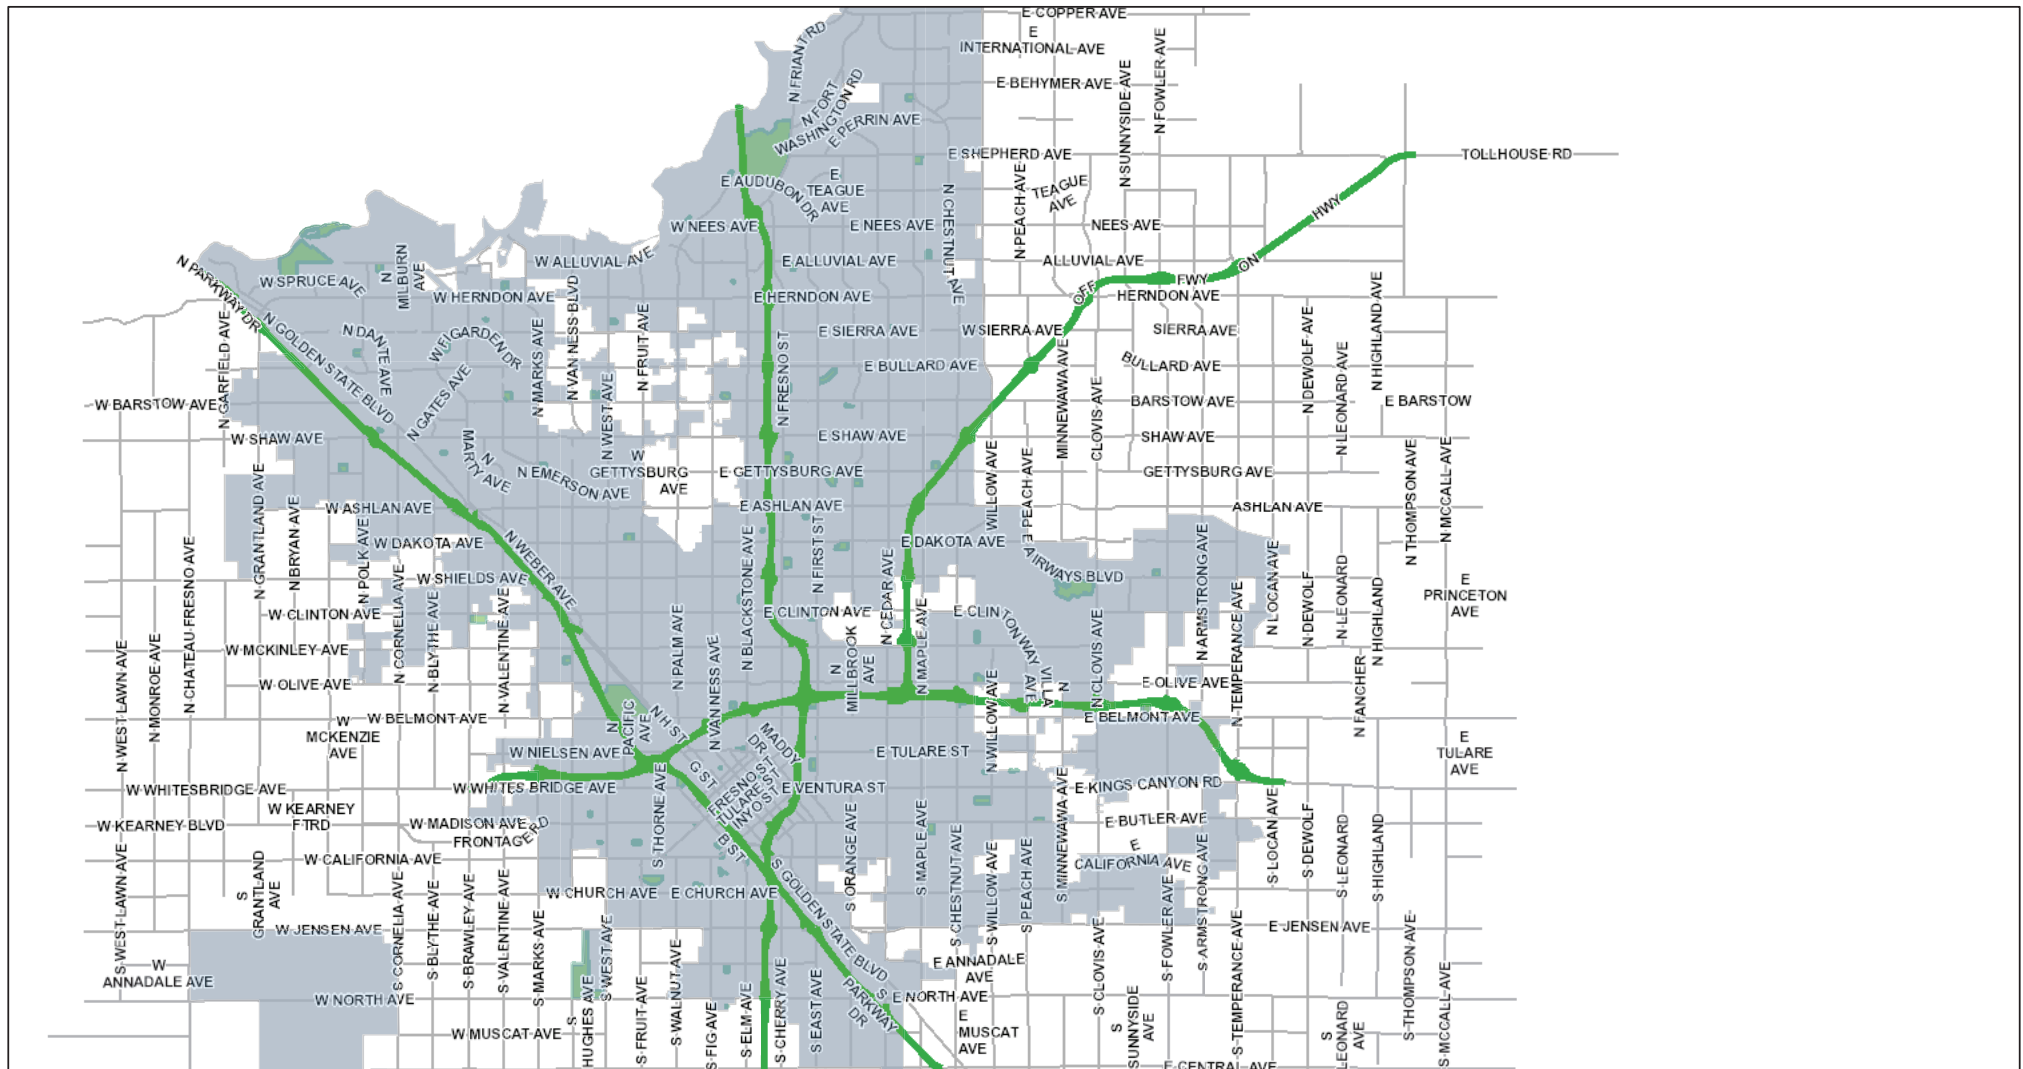 E COPPER AVE
E
INTERNATIONAL AVE
N FRIANT RD
E BEHYMER AVE
N SUNNYSIDE AVE
N FOWLER AVE
N FORT
WASHINGTON RD
E PERRIN AVE
E SHEPHERD AVE
TOLLHOUSE RD
E AUDUBON DR
E
TEAGUE
AVE
N CHESTNUT AVE
N PEACH AVE
TEAGUE
AVE
W NEES AVE
E NEES AVE
NEES AVE
HWY
N PARKWAY DR
W SPRUCE AVE
N
MILBURN
AVE
W ALLUVIAL AVE
E ALLUVIAL AVE
ALLUVIAL AVE
ON
FWY
OFF
W HERNDON AVE
N VAN NESS BLVD
E HERNDON AVE
HERNDON AVE
N GARFIELD AVE
N GOLDEN STATE BLVD
N DANTE AVE
W FIGARDEN DR
N MARKS AVE
N FRUIT AVE
N FRESNO ST
E SIERRA AVE
W SIERRA AVE
SIERRA AVE
N DEWOLF AVE
N LEONARD AVE
N HIGHLAND AVE
E BULLARD AVE
MINNEWAWA AVE
BULLARD AVE
W BARSTOW AVE
N GATES AVE
N WEST AVE
CLOVIS AVE
BARSTOW AVE
E BARSTOW
W SHAW AVE
E SHAW AVE
SHAW AVE
N
MARTY AVE
N EMERSON AVE
W
GETTYSBURG
AVE
E GETTYSBURG AVE
WILLOW AVE
E PEACH AVE
GETTYSBURG AVE
N THOMPSON AVE
N MCCALL AVE
N GRANTLAND AVE
N BRYAN AVE
W ASHLAN AVE
E ASHLAN AVE
ASHLAN AVE
N CHATEAU FRESNO AVE
N POLK AVE
W DAKOTA AVE
N WEBER AVE
N BLACKSTONE AVE
N FIRST ST
N CEDAR AVE
E DAKOTA AVE
AIRWAYS BLVD
N ARMSTRONG AVE
N LOCAN AVE
W SHIELDS AVE
N CORNELIA AVE
N BLYTHE AVE
N VALENTINE AVE
N TEMPERANCE AVE
N DEWOLF
N LEONARD
N HIGHLAND
E
PRINCETON
AVE
W CLINTON AVE
N PALM AVE
E CLINTON AVE
N MAPLE AVE
E CLINTON WAY
N WEST LAWN AVE
N MONROE AVE
W MCKINLEY AVE
N VAN NESS AVE
N
MILLBROOK
AVE
N CLOVIS AVE
W OLIVE AVE
N WILLOW AVE
N
VILLA
AVE
E OLIVE AVE
N FANCHER
W
MCKENZIE
AVE
W BELMONT AVE
N
PACIFIC
AVE
N H ST
E BELMONT AVE
W NIELSEN AVE
MADDY
DR
E TULARE ST
E
TULARE
AVE
W WHITESBRIDGE AVE
W WHITES BRIDGE AVE
G ST
FRESNO ST
TULARE ST
INYO ST
E VENTURA ST
E KINGS CANYON RD
W KEARNEY BLVD
W KEARNEY
FTRD
W MADISON AVE
FRONTAGE RD
S THORNE AVE
B ST
S ORANGE AVE
S MAPLE AVE
S MINNEWAWA AVE
E BUTLER AVE
S LOCAN AVE
S DEWOLF
S LEONARD
S HIGHLAND
W CALIFORNIA AVE
S CHESTNUT AVE
S WILLOW AVE
S PEACH AVE
E
CALIFORNIA AVE
S WEST LAWN AVE
S
GRANTLAND
AVE
S CORNELIA AVE
S BLYTHE AVE
S BRAWLEY AVE
S VALENTINE AVE
S MARKS AVE
W CHURCH AVE
E CHURCH AVE
S GOLDEN STATE BLVD
S FOWLER AVE
S ARMSTRONG AVE
W JENSEN AVE
S WEST AVE
S CLOVIS AVE
S TEMPERANCE AVE
E JENSEN AVE
S THOMPSON AVE
W
ANNADALE AVE
S WALNUT AVE
S CHERRY AVE
S EAST AVE
E ANNADALE
AVE
S MCCALL AVE
W NORTH AVE
S
HUGHES AVE
S FRUIT AVE
S FIG AVE
S ELM AVE
S
PARKWAY
DR
E NORTH AVE
W MUSCAT AVE
E
MUSCAT
AVE
S
SUNNYSIDE
AVE
S
LEONARD
AVE
E CENTRAL AVE